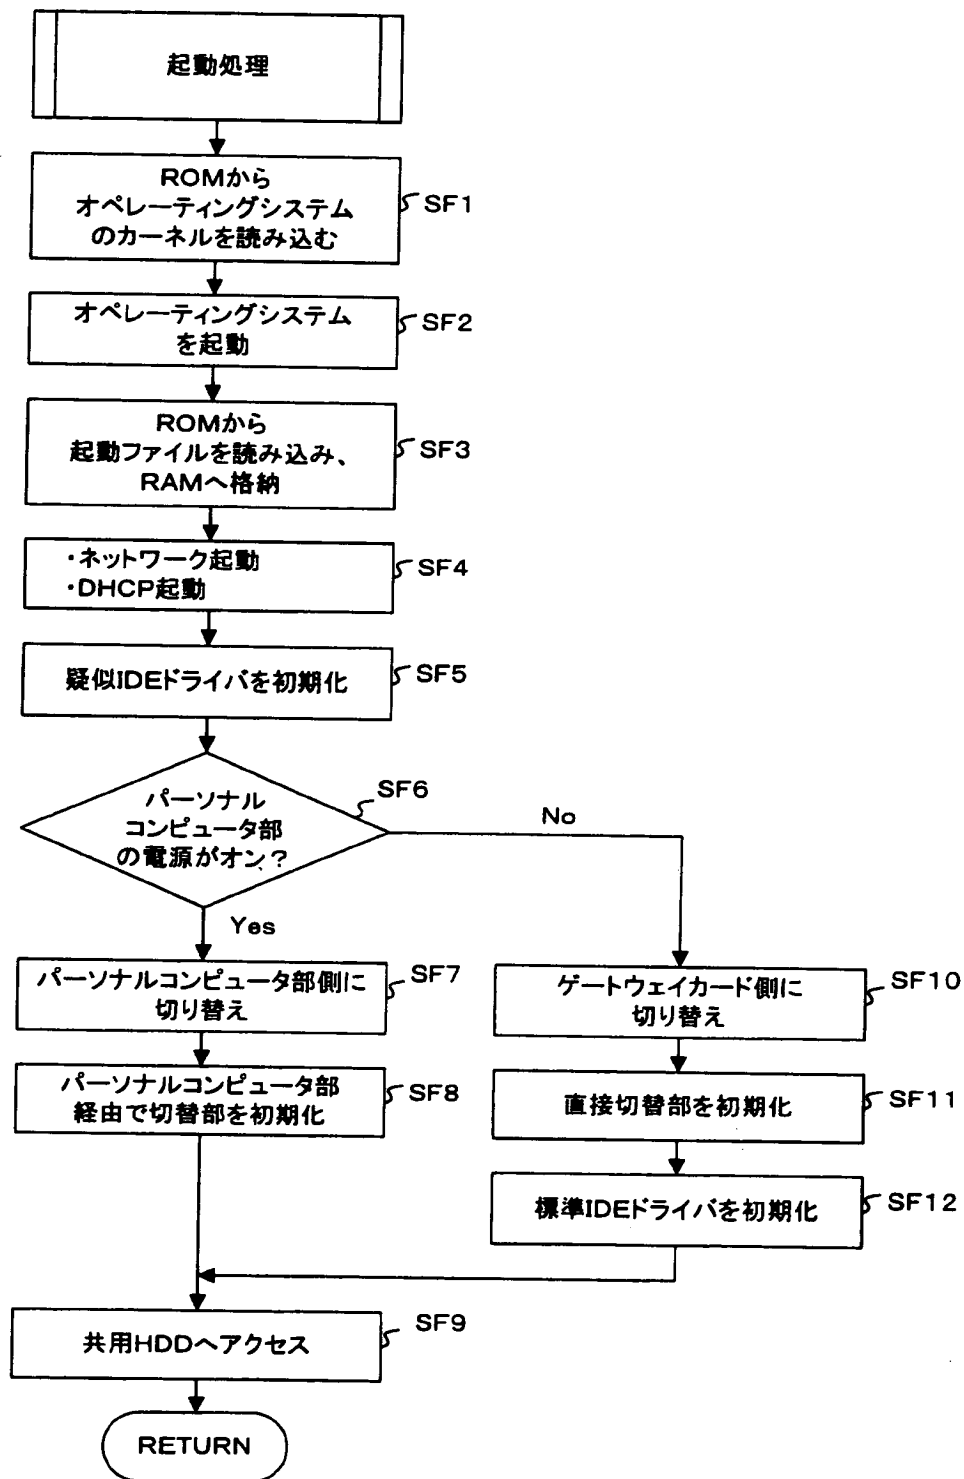 起動処理
ROMから
オペレーティングシステム
のカーネルを読み込む
SF1
オペレーティングシステム
を起動
SF2
ROMから
起動ファイルを読み込み、
RAMへ格納
SF3
・ネットワーク起動
・DHCP起動
SF4
疑似IDEドライバを初期化
SF5
パーソナル
コンピュータ部
の電源がオン?
SF6
No
Yes
パーソナルコンピュータ部側に
切り替え
SF7
パーソナルコンピュータ部
経由で切替部を初期化
SF8
ゲートウェイカード側に
切り替え
SF10
直接切替部を初期化
SF11
標準IDEドライバを初期化
SF12
共用HDDへアクセス
SF9
RETURN